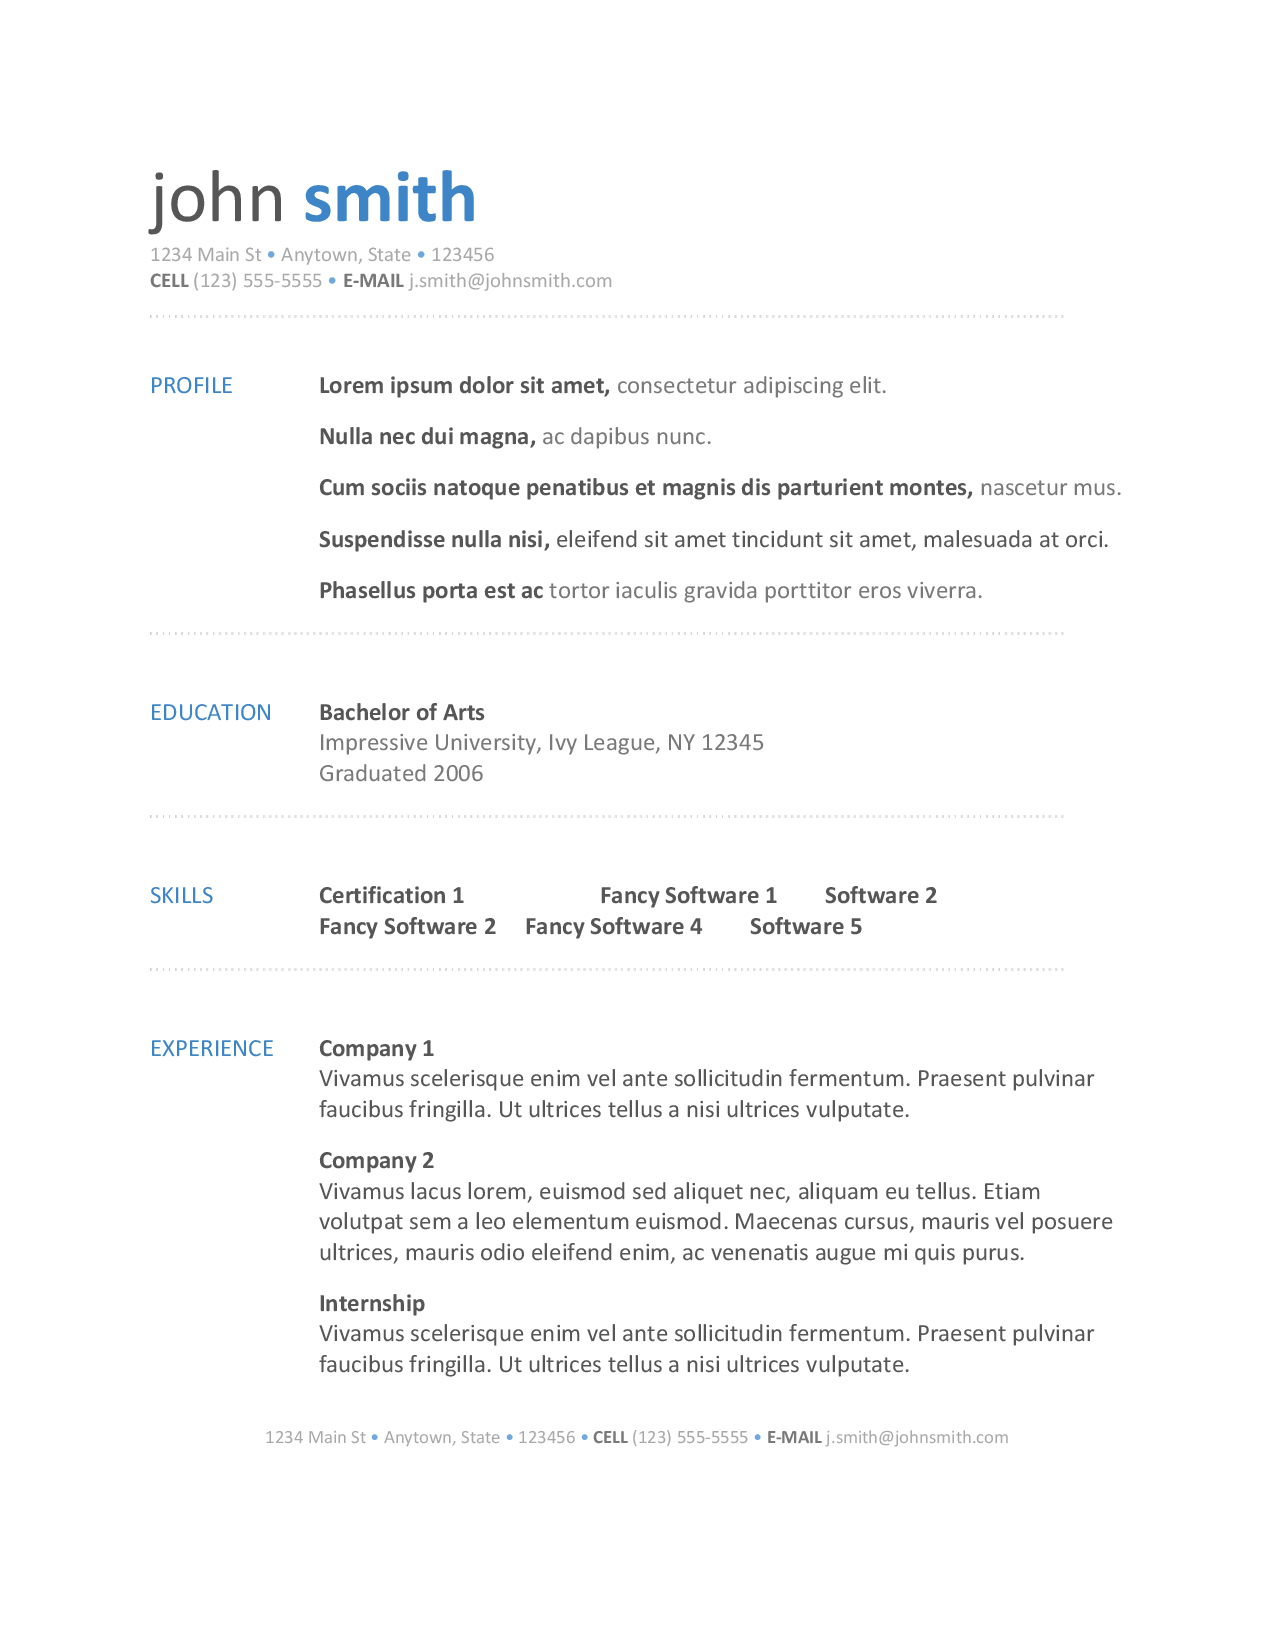 john smith
1234 Main St • Anytown, State • 123456
CELL (123) 555-5555 • E-MAIL j.smith@johnsmith.com
PROFILE
Lorem ipsum dolor sit amet, consectetur adipiscing elit.
Nulla nec dui magna, ac dapibus nunc.
Cum sociis natoque penatibus et magnis dis parturient montes, nascetur mus.
Suspendisse nulla nisi, eleifend sit amet tincidunt sit amet, malesuada at orci.
Phasellus porta est ac tortor iaculis gravida porttitor eros viverra.
EDUCATION
Bachelor of Arts
Impressive University, Ivy League, NY 12345
Graduated 2006
SKILLS
Certification 1 Fancy Software 1 Software 2
Fancy Software 2 Fancy Software 4 Software 5
EXPERIENCE
Company 1
Vivamus scelerisque enim vel ante sollicitudin fermentum. Praesent pulvinar
faucibus fringilla. Ut ultrices tellus a nisi ultrices vulputate.
Company 2
Vivamus lacus lorem, euismod sed aliquet nec, aliquam eu tellus. Etiam
volutpat sem a leo elementum euismod. Maecenas cursus, mauris vel posuere
ultrices, mauris odio eleifend enim, ac venenatis augue mi quis purus.
Internship
Vivamus scelerisque enim vel ante sollicitudin fermentum. Praesent pulvinar
faucibus fringilla. Ut ultrices tellus a nisi ultrices vulputate.
1234 Main St • Anytown, State • 123456 • CELL (123) 555-5555 • E-MAIL j.smith@johnsmith.com